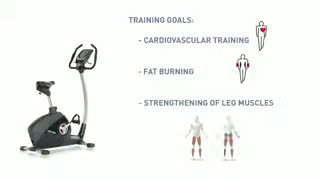 TRAINING GOALS:
- CARDIOVASCULAR TRAINING
- FAT BURNING
- STRENGTHENING OF LEG MUSCLES